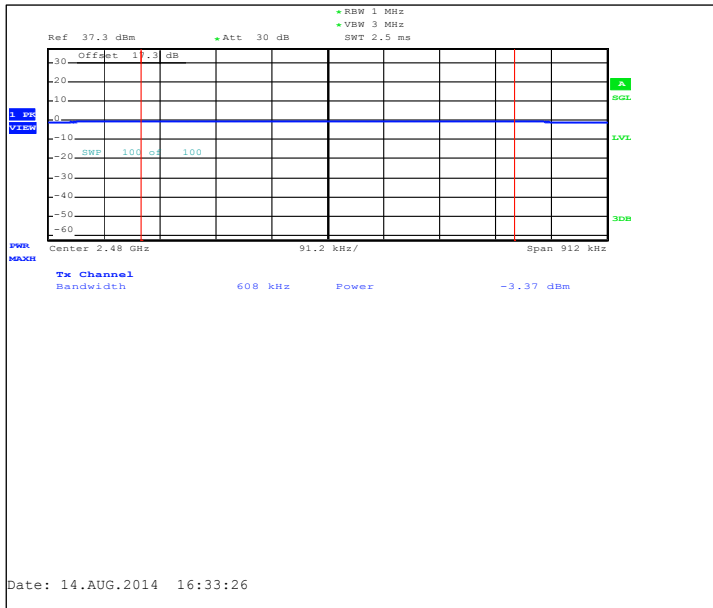 * RBW 1 MHz
* VBW 3 MHz
Ref 37.3 dBm * Att 30 dB SWT 2.5 ms
Offset 17.3 dB
30
20
10
0
-10
-20
-30
-40
-50
-60
SWP 100 of 100
1 PK
VIEW
PWR
MAXH
A
SGL
LVL
3DB
Center 2.48 GHz 91.2 kHz/ Span 912 kHz
Tx Channel
Bandwidth 608 kHz Power -3.37 dBm
Date: 14.AUG.2014 16:33:26